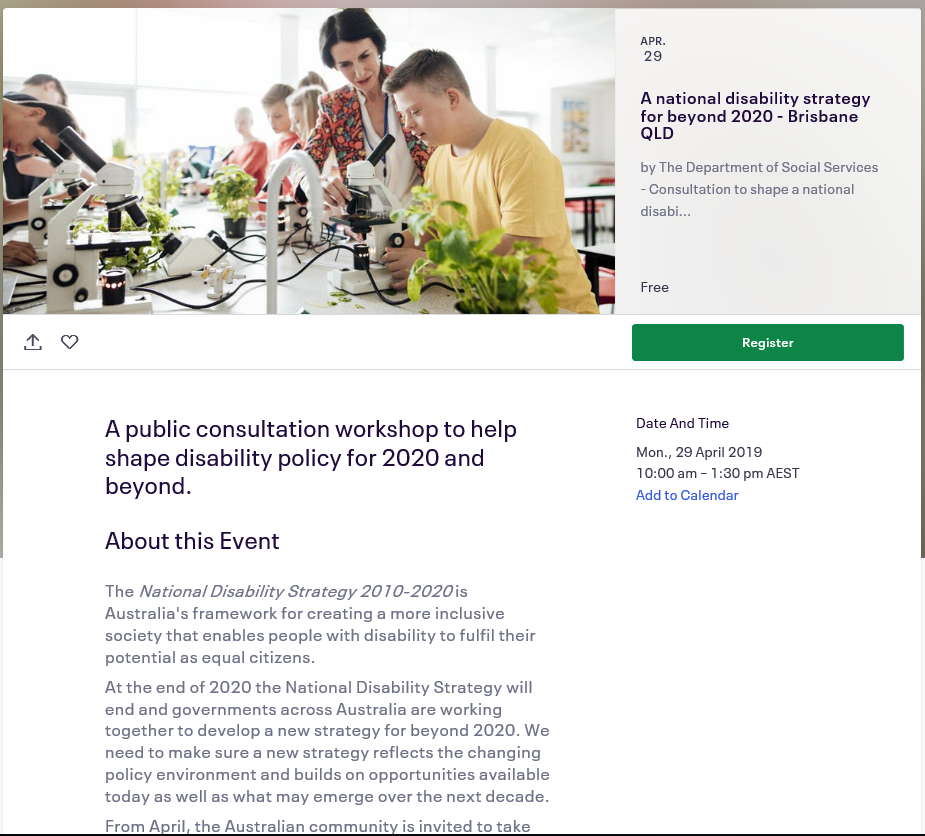 APR.
29
A national disability strategy
for beyond 2020 - Brisbane
QLD
by The Department of Social Services
- Consultation to shape a national
disabi...
Free
Register
A public consultation workshop to help
shape disability policy for 2020 and
beyond.
About this Event
The National Disability Strategy 2010-2020 is
Australia's framework for creating a more inclusive
society that enables people with disability to fulfil their
potential as equal citizens.
At the end of 2020 the National Disability Strategy will
end and governments across Australia are working
together to develop a new strategy for beyond 2020. We
need to make sure a new strategy reflects the changing
policy environment and builds on opportunities available
today as well as what may emerge over the next decade.
From April, the Australian community is invited to take
Date And Time
Mon., 29 April 2019
10:00 am – 1:30 pm AEST
Add to Calendar